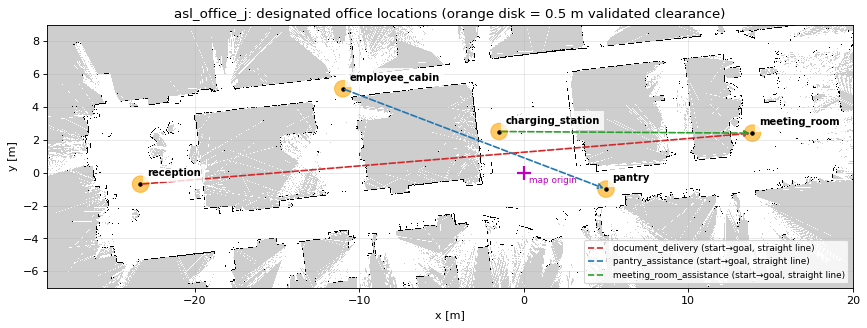 asl_office_j: designated office locations (orange disk = 0.5 m validated clearance)
8
6
4
2
0
−2
−4
−6
y [m]
employee_cabin
charging_station
meeting_room
reception
pantry
map origin
document_delivery (start→goal, straight line)
pantry_assistance (start→goal, straight line)
meeting_room_assistance (start→goal, straight line)
−20
−10
0
10
20
x [m]